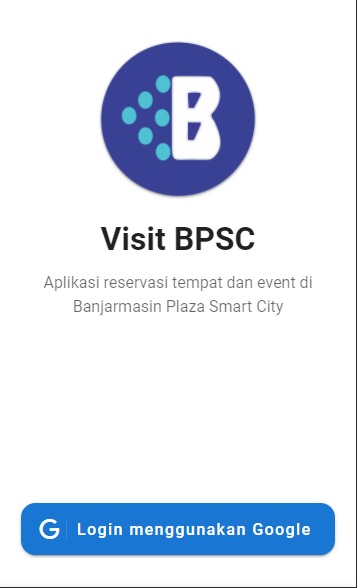 B
Visit BPSC
Aplikasi reservasi tempat dan event di
Banjarmasin Plaza Smart City
G Login menggunakan Google